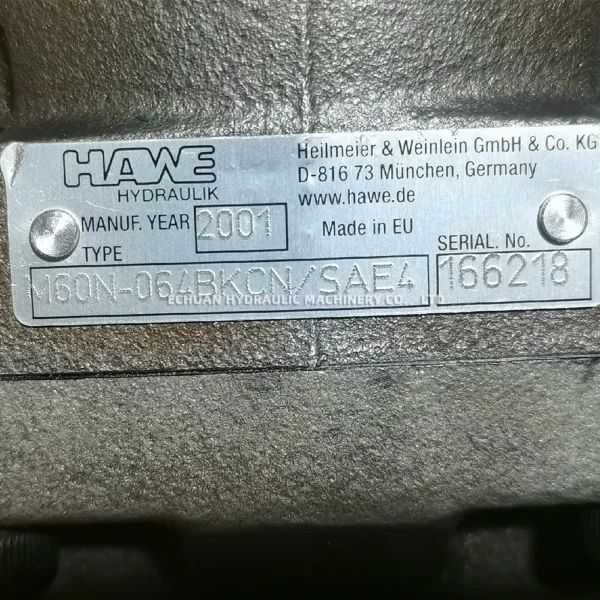 HAWE
HYDRAULIK
Heilmeier & Weinlein GmbH & Co. KG
D-816 73 München, Germany
www.hawe.de
MANUF. YEAR 2001
Made in EU
TYPE
SERIAL. No.
M60N-064BKCN/SAE4
166218
ECHUAN HYDRAULIC MACHINERY CO., LTD